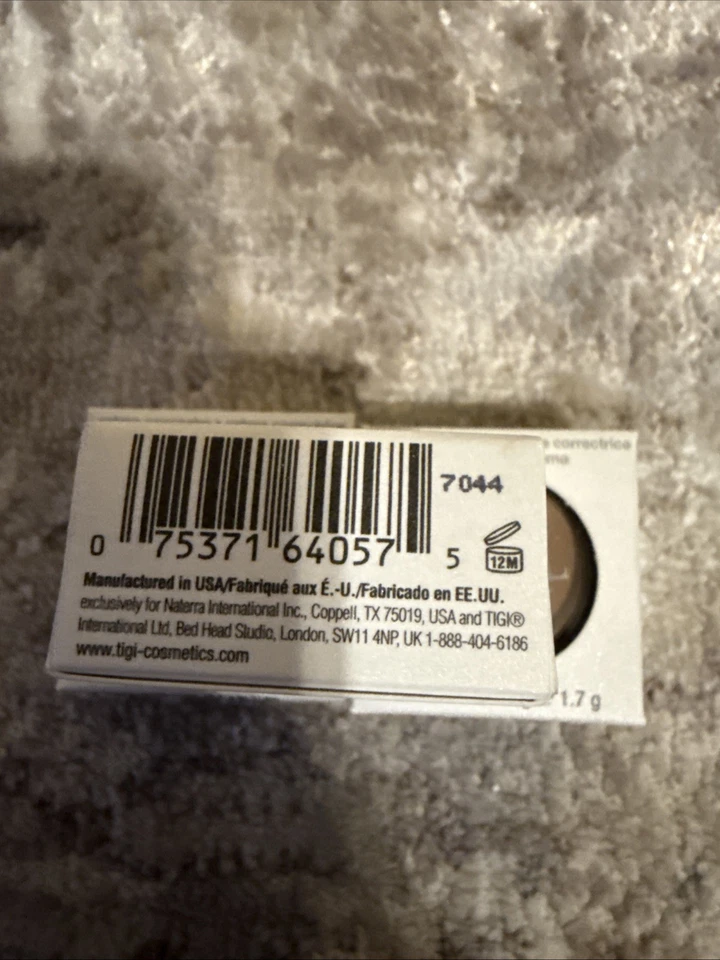 correctrice
7044
0 75371 64057 5
12M
Manufactured in USA/Fabriqué aux É.-U./Fabricado en EE.UU.
exclusively for Naterra International Inc., Coppell, TX 75019, USA and TIGI®
International Ltd, Bed Head Studio, London, SW11 4NP, UK 1-888-404-6186
www.tigi-cosmetics.com
1.7 g